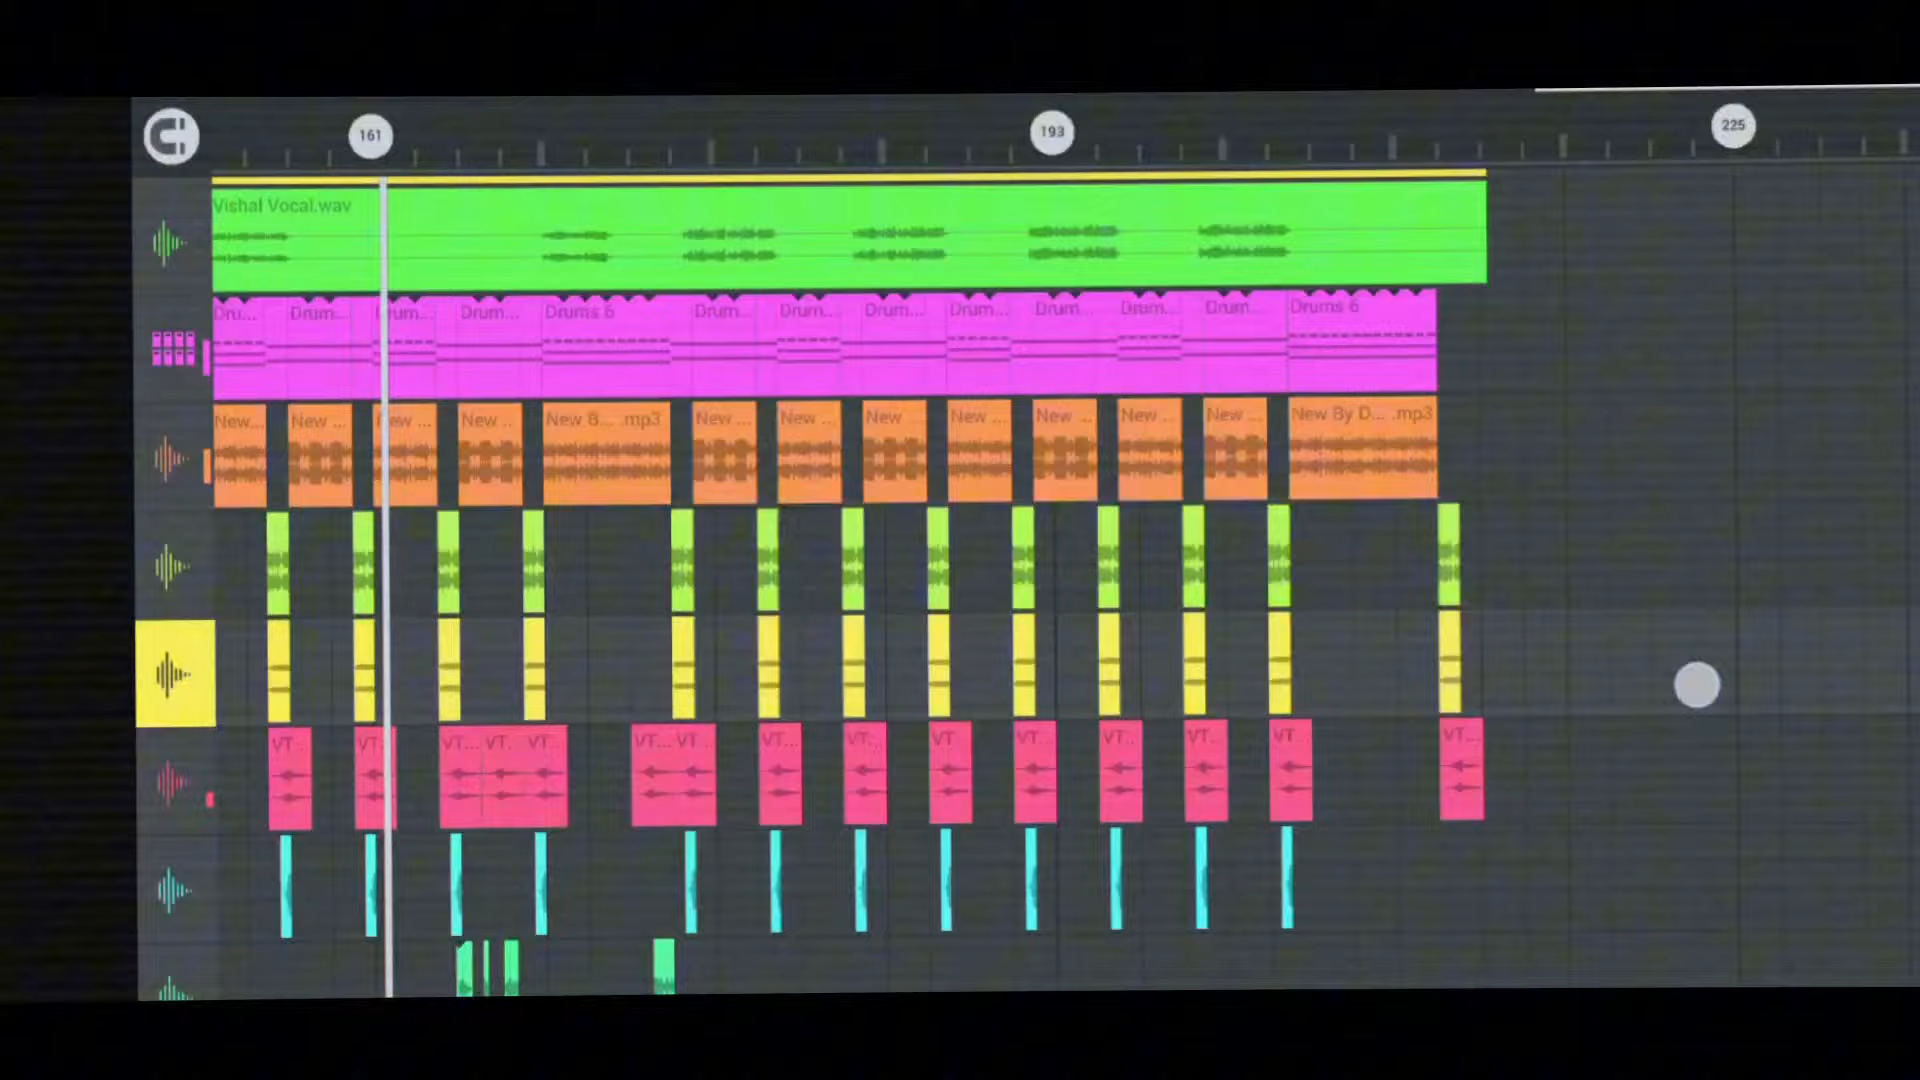 161
193
225
Vishal Vocal.wav
Dru... Drum... Drum... Drum... Drums 6 Drum... Drum... Drum... Drum... Drum... Drum... Drum... Drums 6
New... New ... New ... New ... New B... .mp3 New ... New ... New New ... New ... New ... New ... New By D... .mp3
VT... VT. VT... VT. VT.. VT... VT... VT... VT... VT VT... VT.. VT... VT... VT...